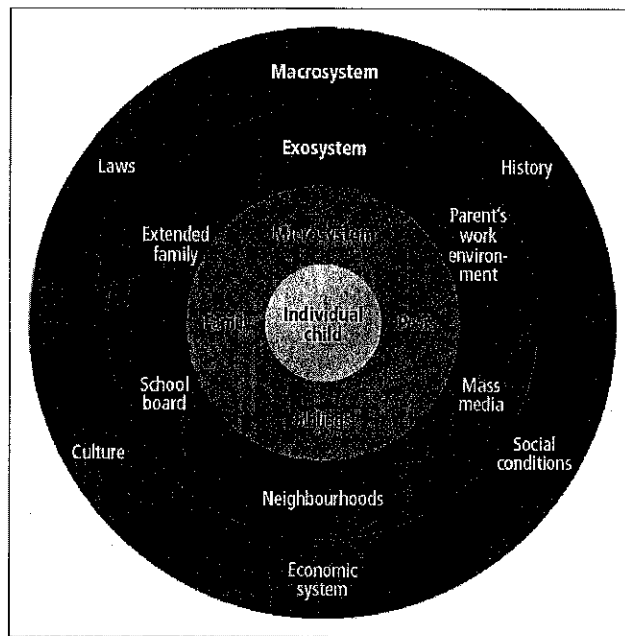 Macrosystem
Exosystem
Laws
History
Extended
family
Parent's
work
environ-
ment
Microsystem
Individual
child
School
board
Mass
media
Culture
Social
conditions
Neighbourhoods
Economic
system